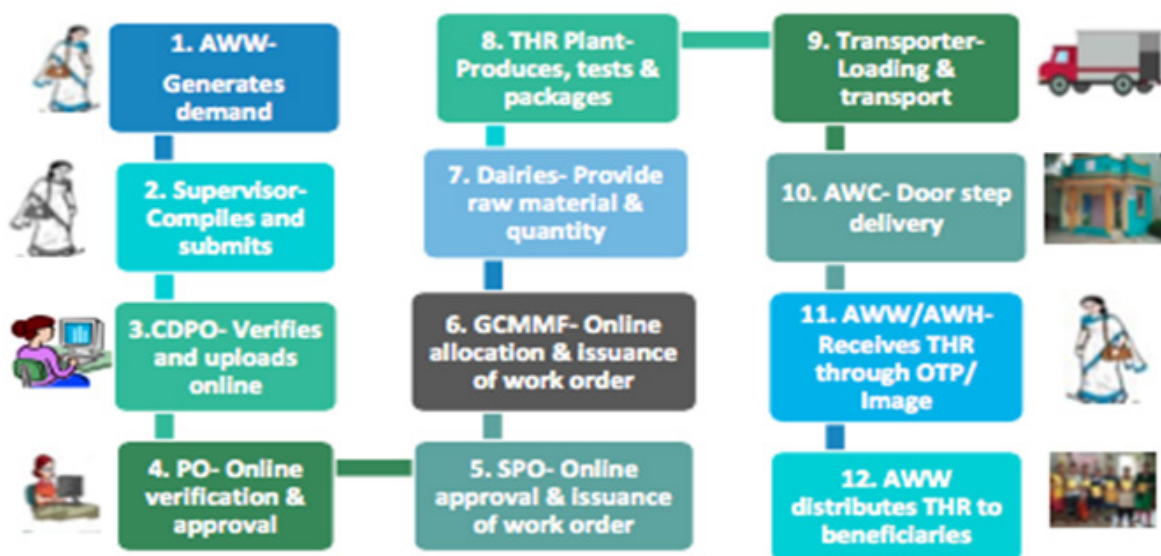 1. AWW-
Generates
demand
2. Supervisor-
Compiles and
submits
3.CDPO- Verifies
and uploads
online
4. PO- Online
verification &
approval
5. SPO- Online
approval & issuance
of work order
6. GCMMF- Online
allocation & issuance
of work order
7. Dairies- Provide
raw material &
quantity
8. THR Plant-
Produces, tests &
packages
9. Transporter-
Loading &
transport
10. AWC- Door step
delivery
11. AWW/AWH-
Receives THR
through OTP/
Image
12. AWW
distributes THR to
beneficiaries